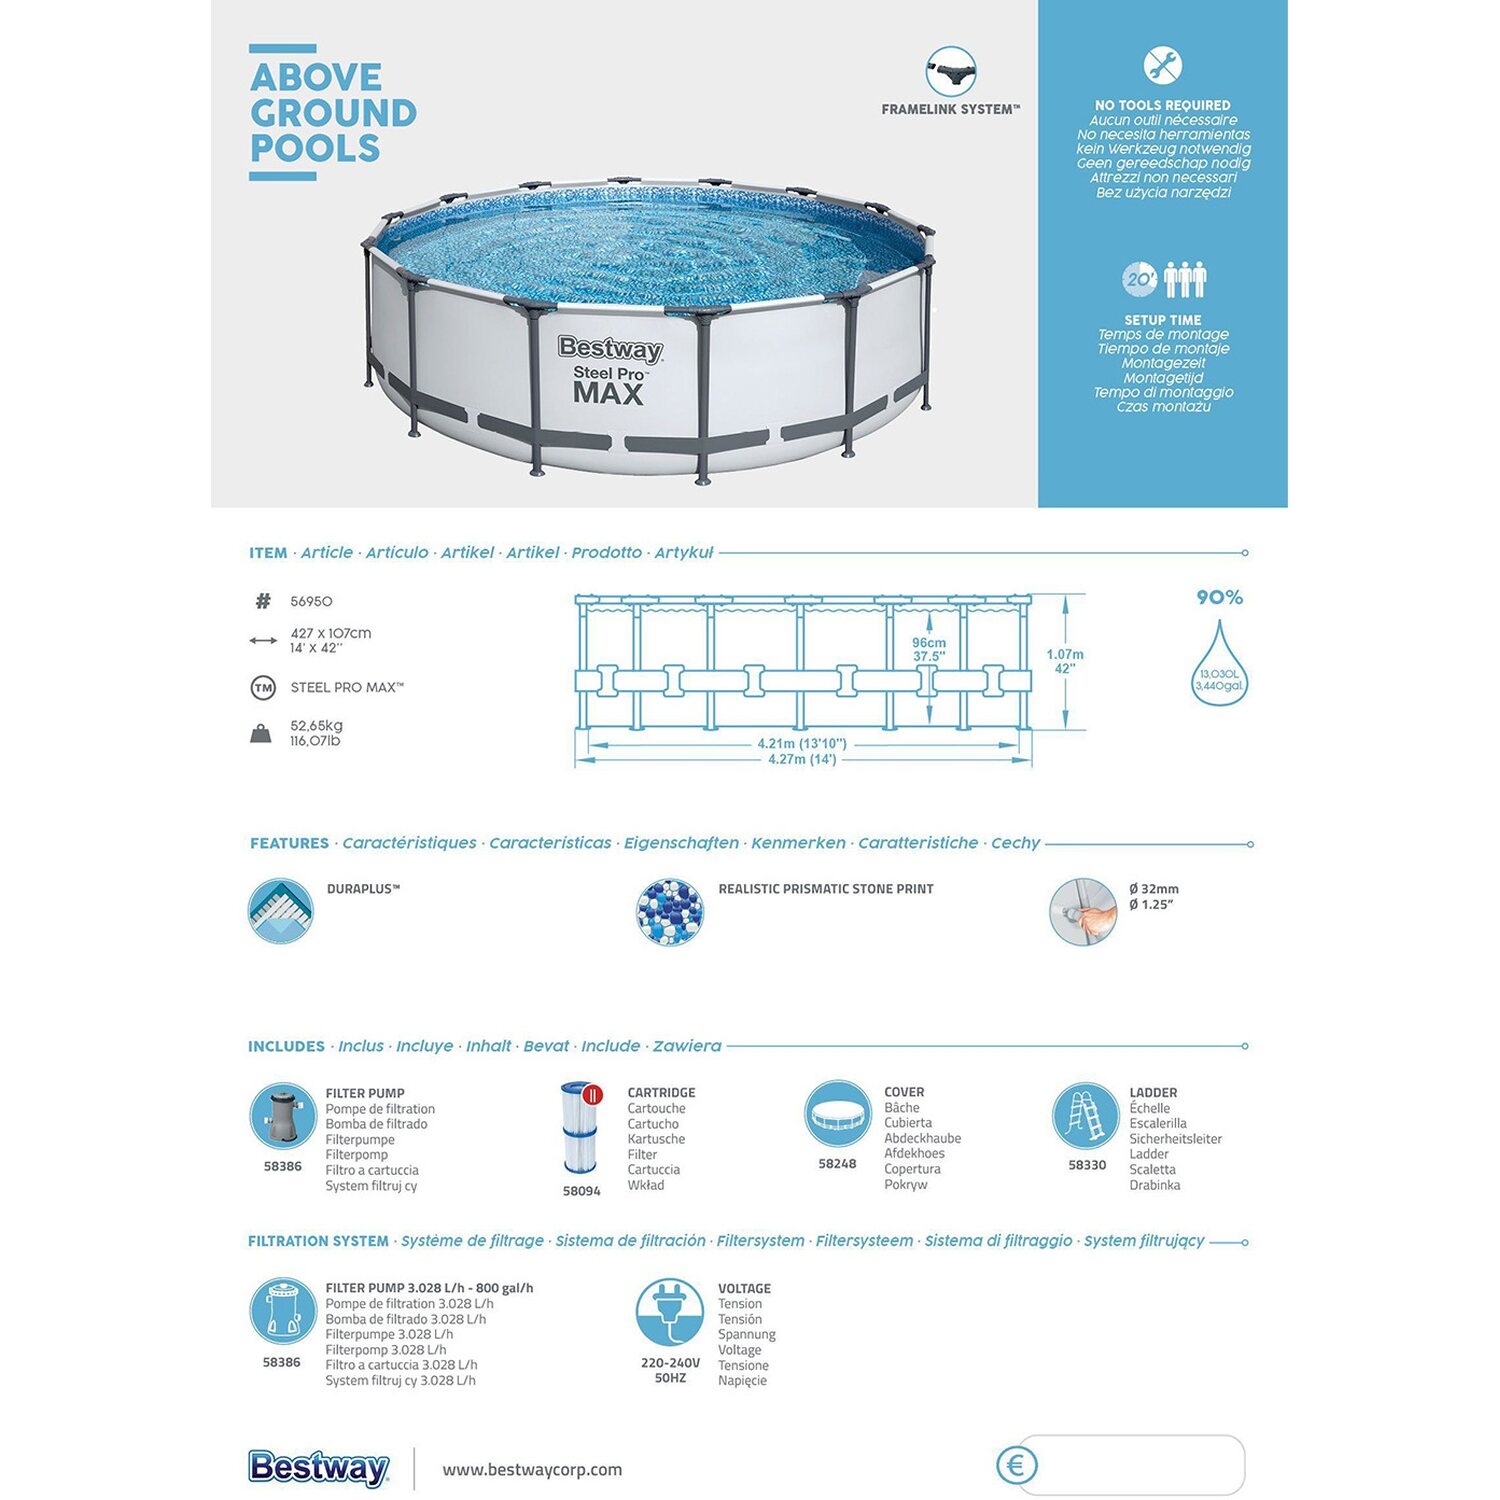 ABOVE
GROUND
POOLS
FRAMELINK SYSTEM™
NO TOOLS REQUIRED
Aucun outil nécessaire
No necesita herramientas
kein Werkzeug notwendig
Geen gereedschap nodig
Attrezzi non necessari
Bez użycia narzędzi
20'
SETUP TIME
Temps de montage
Tiempo de montaje
Montagezeit
Montagetijd
Tempo di montaggio
Czas montażu
Bestway
Steel Pro™
MAX
ITEM · Article · Artículo · Artikel · Artikel · Prodotto · Artykuł
# 56950
427 x 107cm
14' x 42''
TM STEEL PRO MAX™
52,65kg
116,07lb
96cm
37.5"
1.07m
42"
4.21m (13'10")
4.27m (14')
90%
13,030L
3,440gal.
FEATURES · Caractéristiques · Características · Eigenschaften · Kenmerken · Caratteristiche · Cechy
DURAPLUS™
REALISTIC PRISMATIC STONE PRINT
Ø 32mm
Ø 1.25"
INCLUDES · Inclus · Incluye · Inhalt · Bevat · Include · Zawiera
58386
FILTER PUMP
Pompe de filtration
Bomba de filtrado
Filterpumpe
Filterpomp
Filtro a cartuccia
System filtruj cy
II
58094
CARTRIDGE
Cartouche
Cartucho
Kartusche
Filter
Cartuccia
Wkład
58248
COVER
Bâche
Cubierta
Abdeckhaube
Afdekhoes
Copertura
Pokryw
58330
LADDER
Échelle
Escalerilla
Sicherheitsleiter
Ladder
Scaletta
Drabinka
FILTRATION SYSTEM · Système de filtrage · Sistema de filtración · Filtersystem · Filtersysteem · Sistema di filtraggio · System filtrujący
58386
FILTER PUMP 3.028 L/h - 800 gal/h
Pompe de filtration 3.028 L/h
Bomba de filtrado 3.028 L/h
Filterpumpe 3.028 L/h
Filterpomp 3.028 L/h
Filtro a cartuccia 3.028 L/h
System filtruj cy 3.028 L/h
220-240V
50HZ
VOLTAGE
Tension
Tensión
Spannung
Voltage
Tensione
Napięcie
Bestway
www.bestwaycorp.com
€